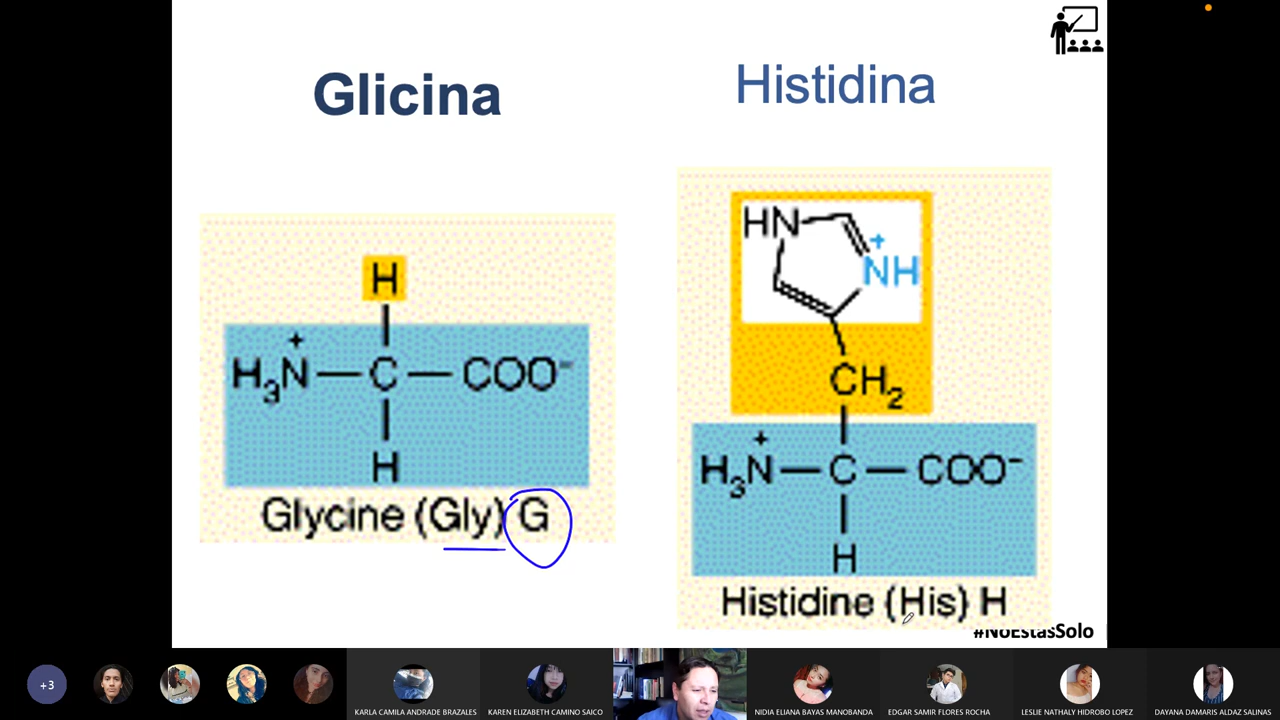 Glicina
Histidina
H
H₃N⁺—C—COO⁻
H
Glycine (Gly) G
HN
⁺NH
CH₂
H₃N⁺—C—COO⁻
H
Histidine (His) H
#NoEstasSolo
+3
KARLA CAMILA ANDRADE BRAZALES
KAREN ELIZABETH CAMINO SAICO
NIDIA ELIANA BAYAS MANOBANDA
EDGAR SAMIR FLORES ROCHA
LESLIE NATHALY HIDROBO LOPEZ
DAYANA DAMARIS ALDAZ SALINAS